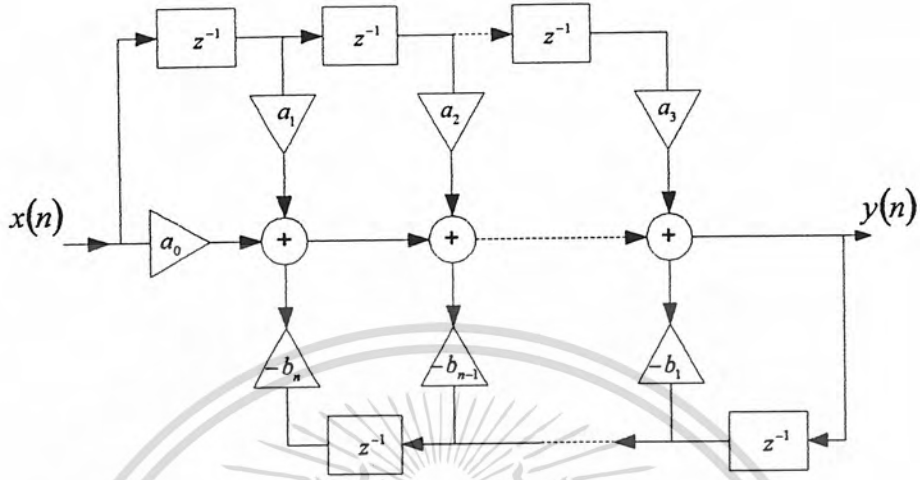 z⁻¹ z⁻¹ z⁻¹
a₁ a₂ a₃
x(n) y(n)
+ + +
a₀
-bₙ -bₙ₋₁ -b₁
z⁻¹ z⁻¹